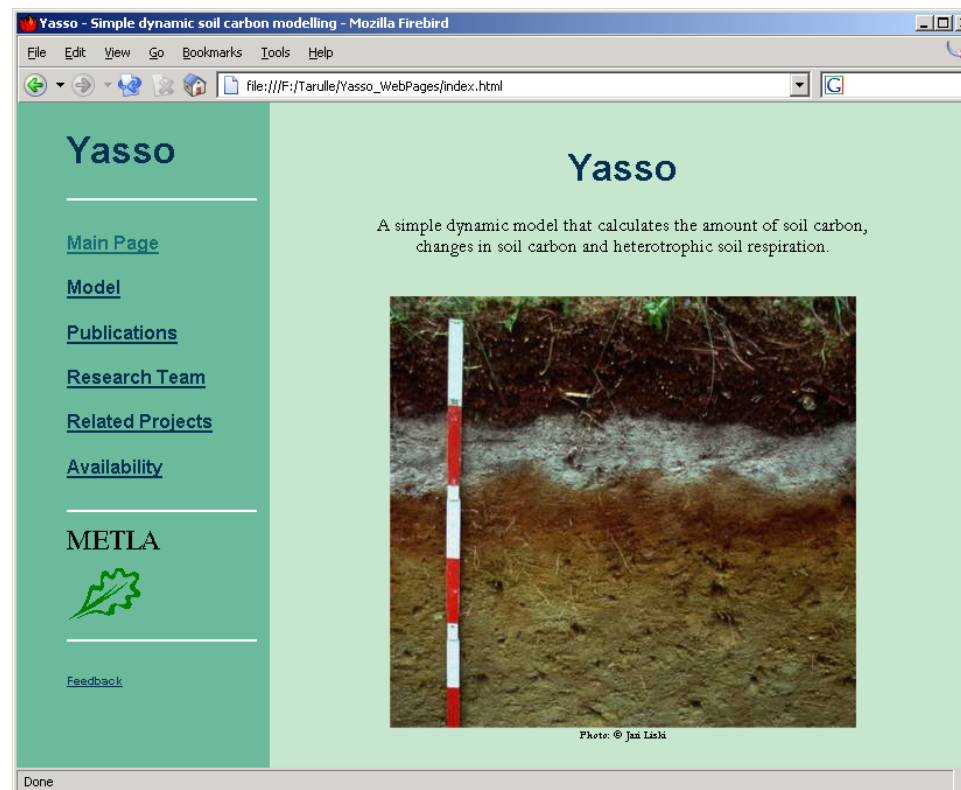 Yasso - Simple dynamic soil carbon modelling - Mozilla Firebird
File Edit View Go Bookmarks Tools Help
file:///F:/Tarulle/Yasso_WebPages/index.html
G
Yasso
Main Page
Model
Publications
Research Team
Related Projects
Availability
METLA
Feedback
Yasso
A simple dynamic model that calculates the amount of soil carbon,
changes in soil carbon and heterotrophic soil respiration.
Photo: © Jari Liski
Done